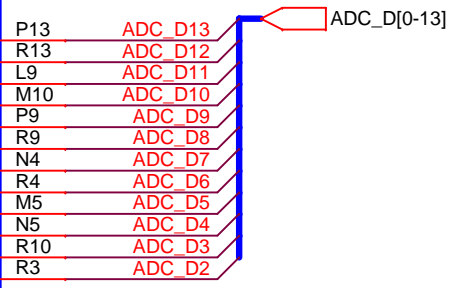 ADC_D[0-13]
P13 ADC_D13
R13 ADC_D12
L9 ADC_D11
M10 ADC_D10
P9 ADC_D9
R9 ADC_D8
N4 ADC_D7
R4 ADC_D6
M5 ADC_D5
N5 ADC_D4
R10 ADC_D3
R3 ADC_D2